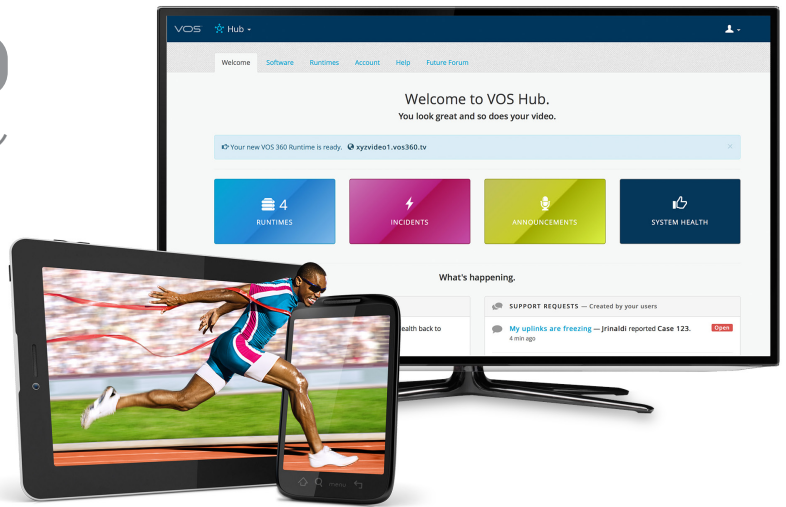 VOS Hub
Welcome Software Runtimes Account Help Future Forum
Welcome to VOS Hub.
You look great and so does your video.
Your new VOS 360 Runtime is ready. xyzvideo1.vos360.tv ×
4
RUNTIMES
INCIDENTS
ANNOUNCEMENTS
SYSTEM HEALTH
What's happening.
SUPPORT REQUESTS — Created by your users
ealth back to
My uplinks are freezing — Jrinaldi reported Case 123. Open
4 min ago
menu